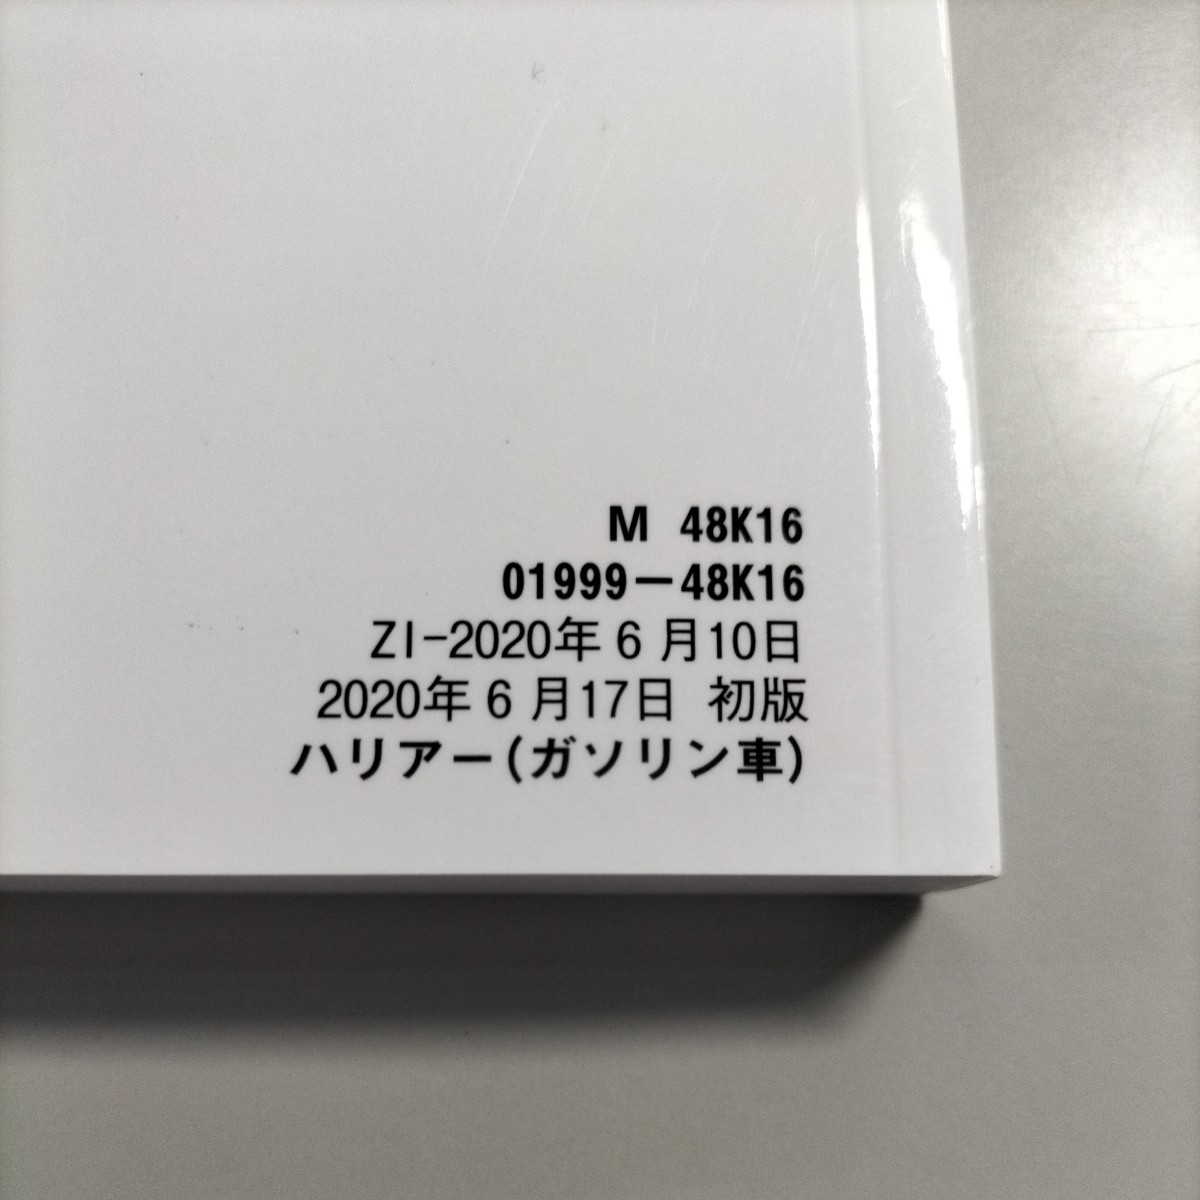 M 48K16
01999－48K16
ZI-2020年6月10日
2020年6月17日 初版
ハリアー(ガソリン車)